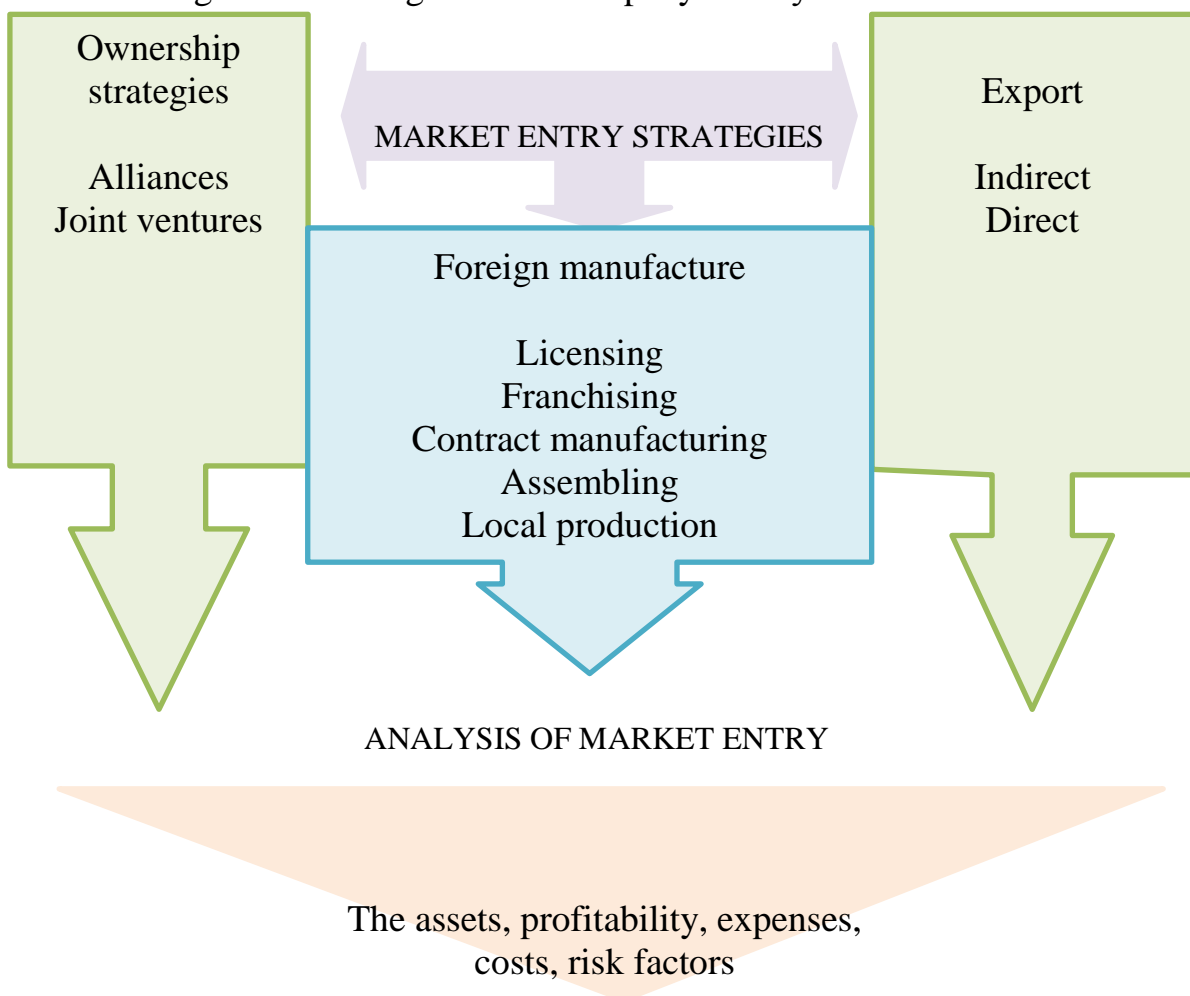 Ownership
strategies
Alliances
Joint ventures
MARKET ENTRY STRATEGIES
Export
Indirect
Direct
Foreign manufacture
Licensing
Franchising
Contract manufacturing
Assembling
Local production
ANALYSIS OF MARKET ENTRY
The assets, profitability, expenses,
costs, risk factors